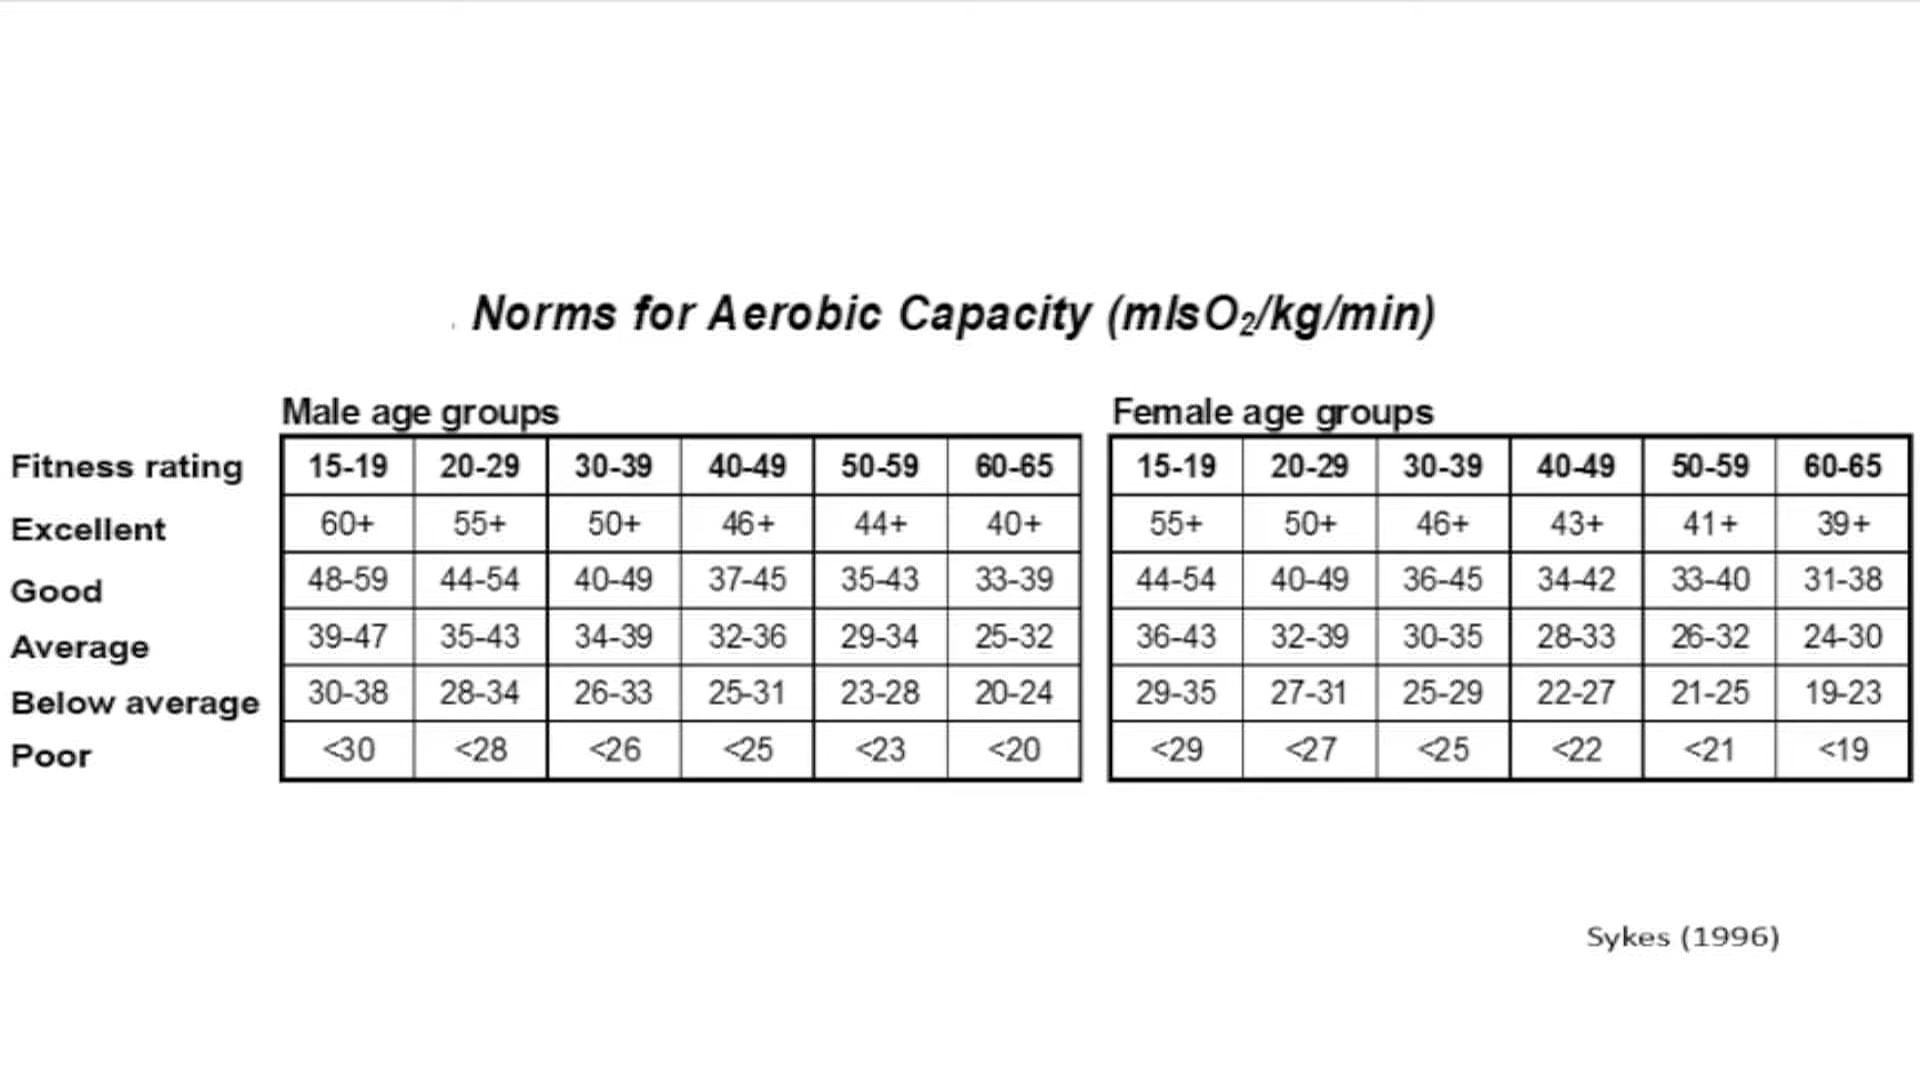 Norms for Aerobic Capacity (mlsO₂/kg/min)
Male age groups Female age groups
Fitness rating 15-19 20-29 30-39 40-49 50-59 60-65 15-19 20-29 30-39 40-49 50-59 60-65
Excellent 60+ 55+ 50+ 46+ 44+ 40+ 55+ 50+ 46+ 43+ 41+ 39+
Good 48-59 44-54 40-49 37-45 35-43 33-39 44-54 40-49 36-45 34-42 33-40 31-38
Average 39-47 35-43 34-39 32-36 29-34 25-32 36-43 32-39 30-35 28-33 26-32 24-30
Below average 30-38 28-34 26-33 25-31 23-28 20-24 29-35 27-31 25-29 22-27 21-25 19-23
Poor <30 <28 <26 <25 <23 <20 <29 <27 <25 <22 <21 <19
Sykes (1996)